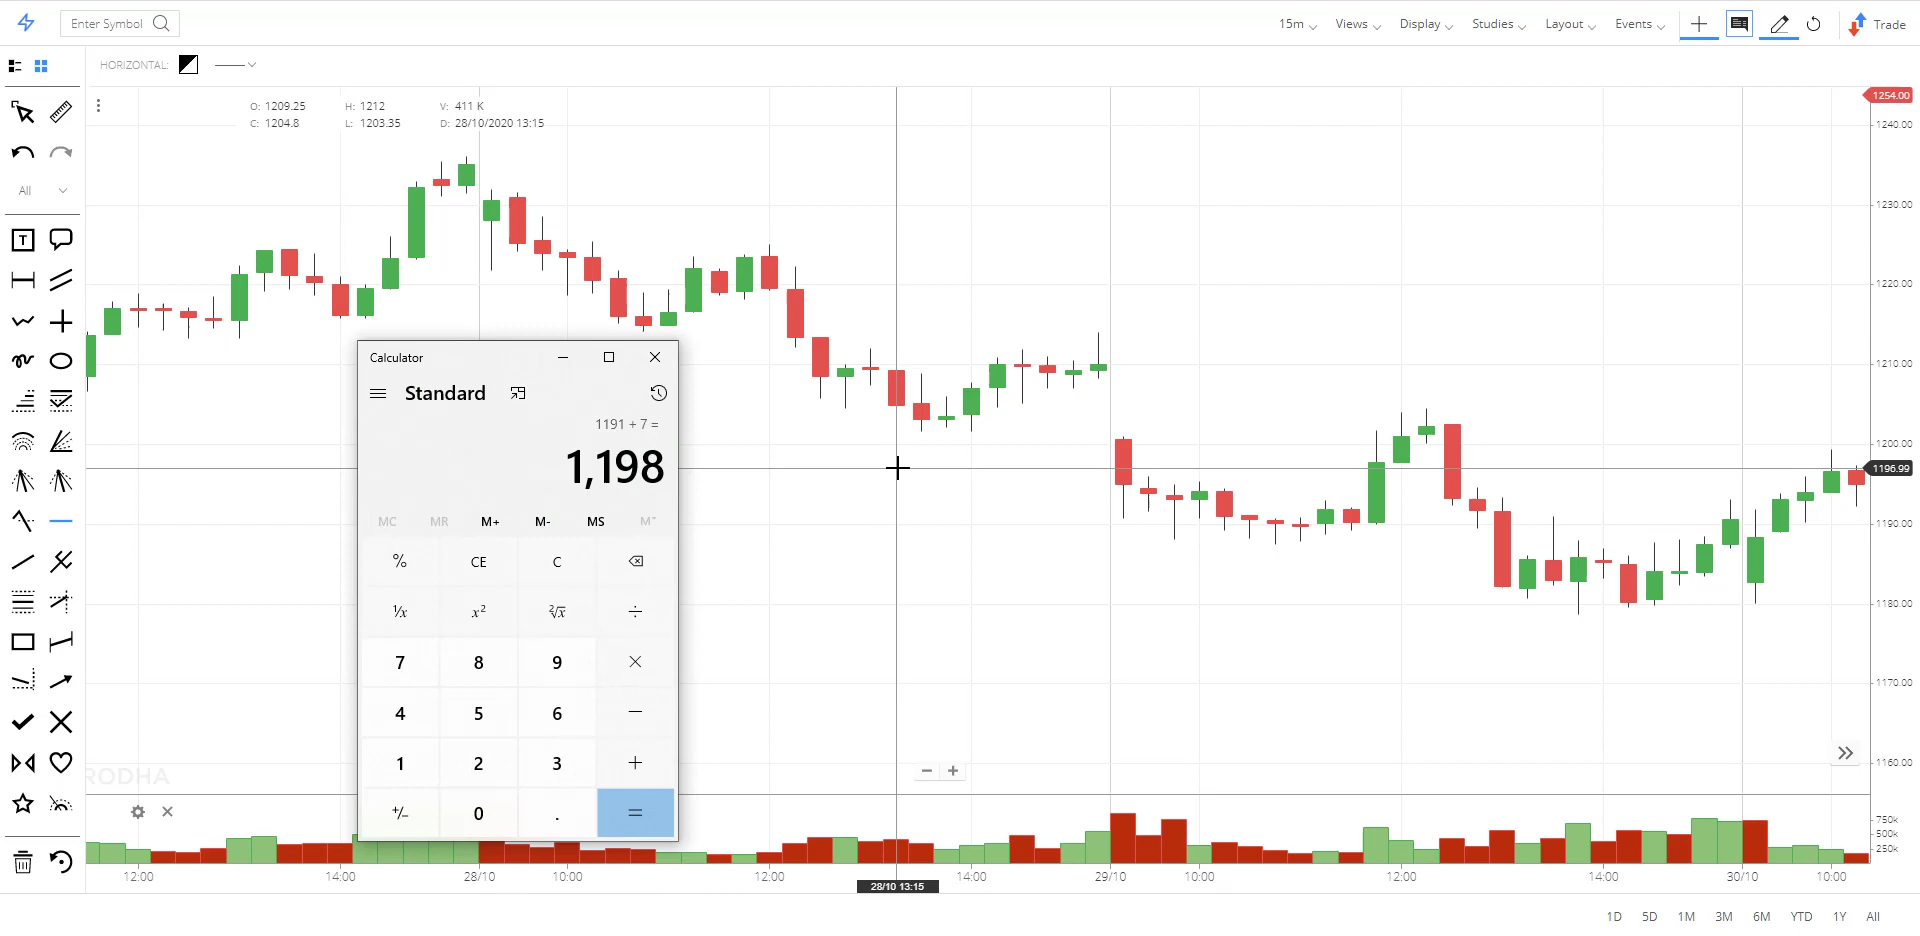 Enter Symbol 15m Views Display Studies Layout Events Trade
HORIZONTAL:
O: 1209.25 H: 1212 V: 411 K
C: 1204.8 L: 1203.35 D: 28/10/2020 13:15
1254.00
1240.00
All
T
1230.00
1220.00
1210.00
1200.00
1196.99
1190.00
1180.00
1170.00
1160.00
Calculator
Standard
1191 + 7 =
1,198
MC MR M+ M- MS M˅
% CE C
¹/x x² ²√x ÷
7 8 9 ×
4 5 6 −
1 2 3 +
+/− 0 . =
RODHA
− +
750k
500k
250k
12:00 14:00 28/10 10:00 12:00 28/10 13:15 14:00 29/10 10:00 12:00 14:00 30/10 10:00
1D 5D 1M 3M 6M YTD 1Y All